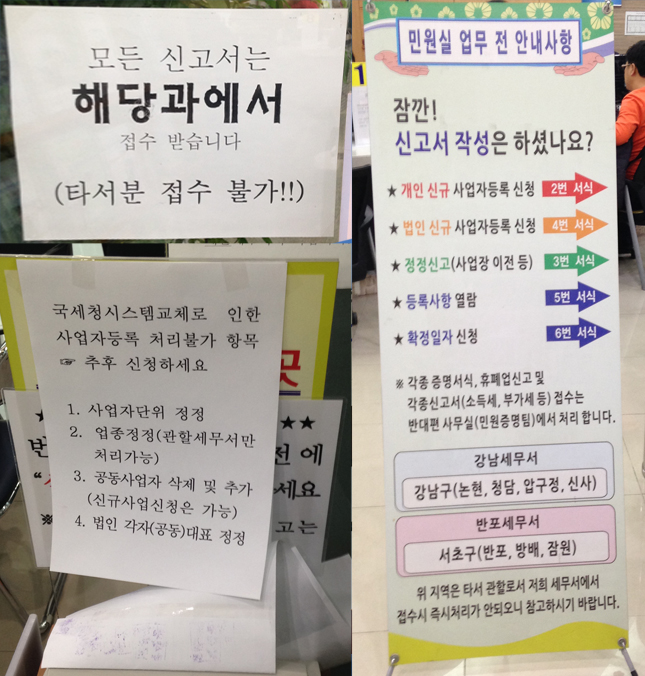 모든 신고서는
해당과에서
접수 받습니다
(타서분 접수 불가!!)
국세청시스템교체로 인한
사업자등록 처리불가 항목
☞ 추후 신청하세요
1. 사업자단위 정정
2. 업종정정(관할세무서만
처리가능)
3. 공동사업자 삭제 및 추가
(신규사업신청은 가능)
4. 법인 각자(공동)대표 정정
곳
★
★★
번
전 에
세요
※
고는
1
민원실 업무 전 안내사항
잠깐!
신고서 작성은 하셨나요?
★ 개인 신규 사업자등록 신청 2번 서식
★ 법인 신규 사업자등록 신청 4번 서식
★ 정정신고(사업장 이전 등) 3번 서식
★ 등록사항 열람 5번 서식
★ 확정일자 신청 6번 서식
※ 각종 증명서식, 휴폐업신고 및
각종신고서(소득세, 부가세 등) 접수는
반대편 사무실(민원증명팀)에서 처리 합니다.
강남세무서
강남구(논현, 청담, 압구정, 신사)
반포세무서
서초구(반포, 방배, 잠원)
위 지역은 타서 관할로서 저희 세무서에서
접수시 즉시처리가 안되오니 참고하시기 바랍니다.